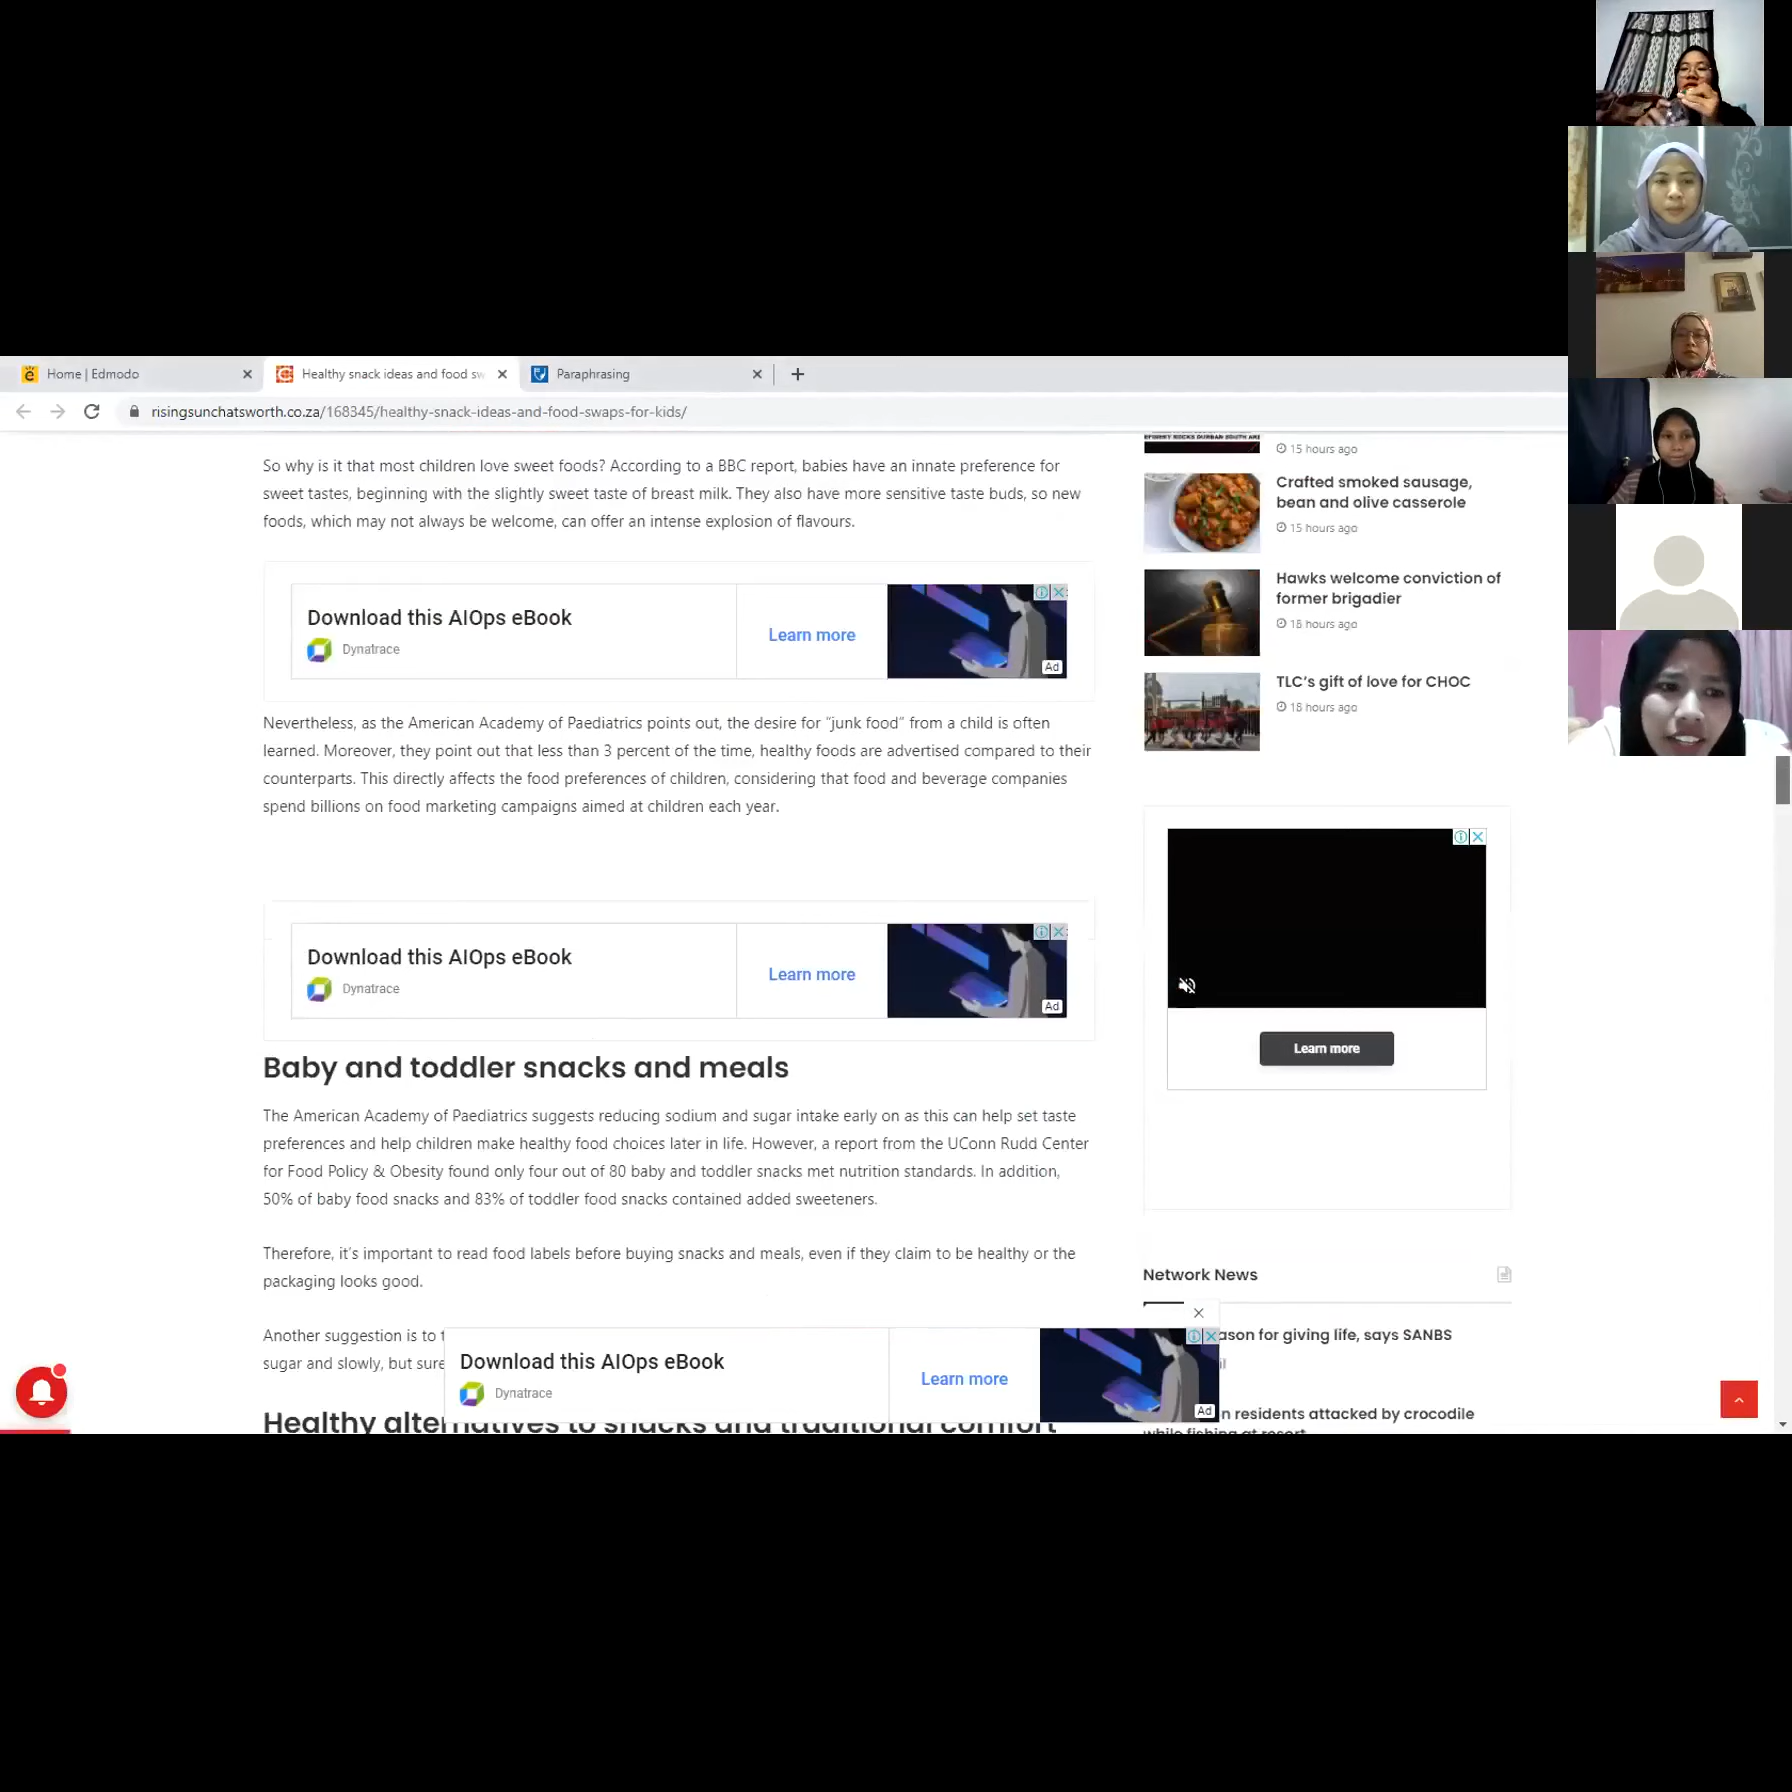 Home | Edmodo
Healthy snack ideas and food sw
Paraphrasing
risingsunchatsworth.co.za/168345/healthy-snack-ideas-and-food-swaps-for-kids/
So why is it that most children love sweet foods? According to a BBC report, babies have an innate preference for
sweet tastes, beginning with the slightly sweet taste of breast milk. They also have more sensitive taste buds, so new
foods, which may not always be welcome, can offer an intense explosion of flavours.
Download this AIOps eBook
Dynatrace
Learn more
Ad
Nevertheless, as the American Academy of Paediatrics points out, the desire for “junk food” from a child is often
learned. Moreover, they point out that less than 3 percent of the time, healthy foods are advertised compared to their
counterparts. This directly affects the food preferences of children, considering that food and beverage companies
spend billions on food marketing campaigns aimed at children each year.
Download this AIOps eBook
Dynatrace
Learn more
Ad
Baby and toddler snacks and meals
The American Academy of Paediatrics suggests reducing sodium and sugar intake early on as this can help set taste
preferences and help children make healthy food choices later in life. However, a report from the UConn Rudd Center
for Food Policy & Obesity found only four out of 80 baby and toddler snacks met nutrition standards. In addition,
50% of baby food snacks and 83% of toddler food snacks contained added sweeteners.
Therefore, it’s important to read food labels before buying snacks and meals, even if they claim to be healthy or the
packaging looks good.
Another suggestion is to
sugar and slowly, but sure
Download this AIOps eBook
Dynatrace
Learn more
Ad
Healthy alternatives to snacks and traditional comfort
15 hours ago
Crafted smoked sausage,
bean and olive casserole
15 hours ago
Hawks welcome conviction of
former brigadier
18 hours ago
TLC’s gift of love for CHOC
18 hours ago
Learn more
Network News
ason for giving life, says SANBS
n residents attacked by crocodile
while fishing at resort